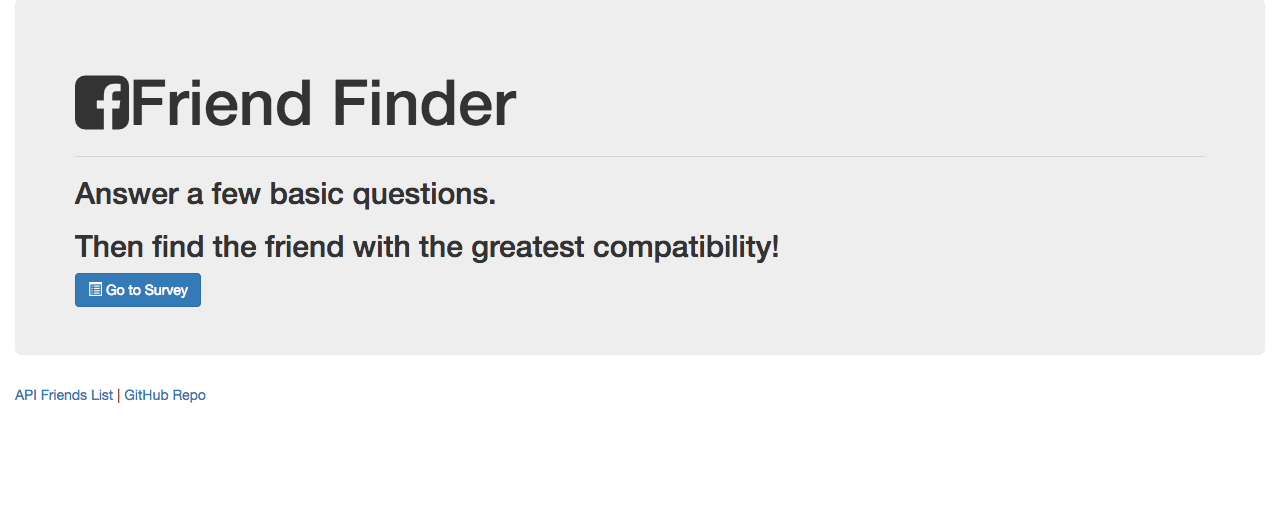 Friend Finder
Answer a few basic questions.
Then find the friend with the greatest compatibility!
Go to Survey
API Friends List | GitHub Repo